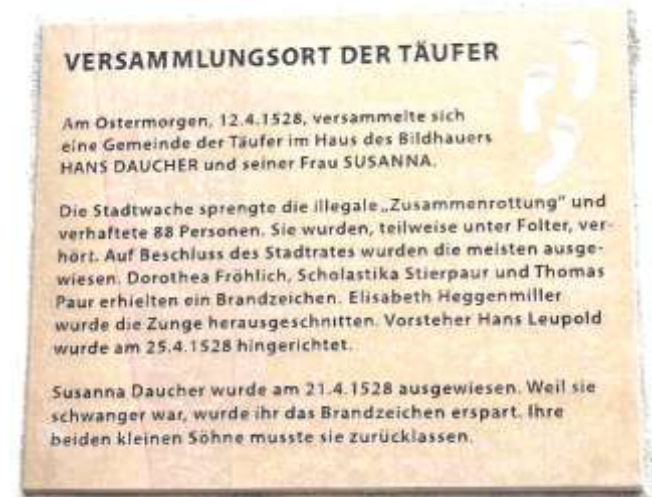 VERSAMMLUNGSORT DER TÄUFER
Am Ostermorgen, 12.4.1528, versammelte sich
eine Gemeinde der Täufer im Haus des Bildhauers
HANS DAUCHER und seiner Frau SUSANNA.
Die Stadtwache sprengte die illegale „Zusammenrottung" und
verhaftete 88 Personen. Sie wurden, teilweise unter Folter, ver-
hört. Auf Beschluss des Stadtrates wurden die meisten ausge-
wiesen. Dorothea Fröhlich, Scholastika Stierpaur und Thomas
Paur erhielten ein Brandzeichen. Elisabeth Heggenmiller
wurde die Zunge herausgeschnitten. Vorsteher Hans Leupold
wurde am 25.4.1528 hingerichtet.
Susanna Daucher wurde am 21.4.1528 ausgewiesen. Weil sie
schwanger war, wurde ihr das Brandzeichen erspart. Ihre
beiden kleinen Söhne musste sie zurücklassen.